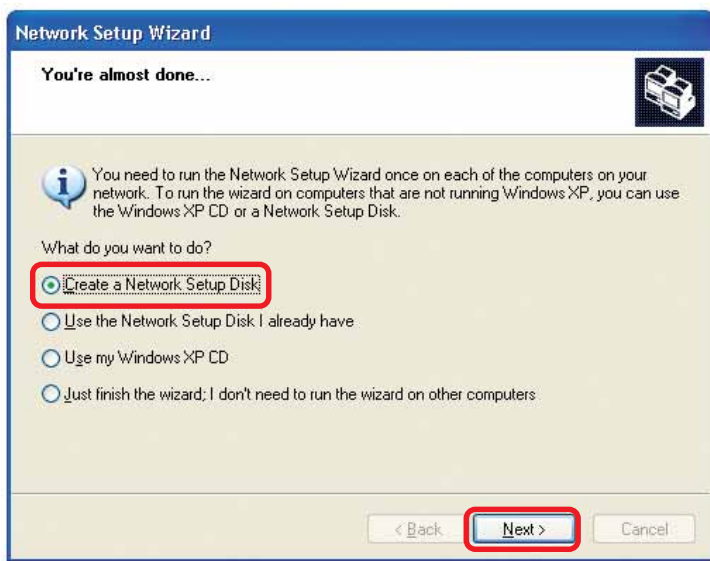 Network Setup Wizard
You're almost done...
You need to run the Network Setup Wizard once on each of the computers on your
network. To run the wizard on computers that are not running Windows XP, you can use
the Windows XP CD or a Network Setup Disk.
What do you want to do?
Create a Network Setup Disk
Use the Network Setup Disk I already have
Use my Windows XP CD
Just finish the wizard; I don't need to run the wizard on other computers
< Back
Next >
Cancel